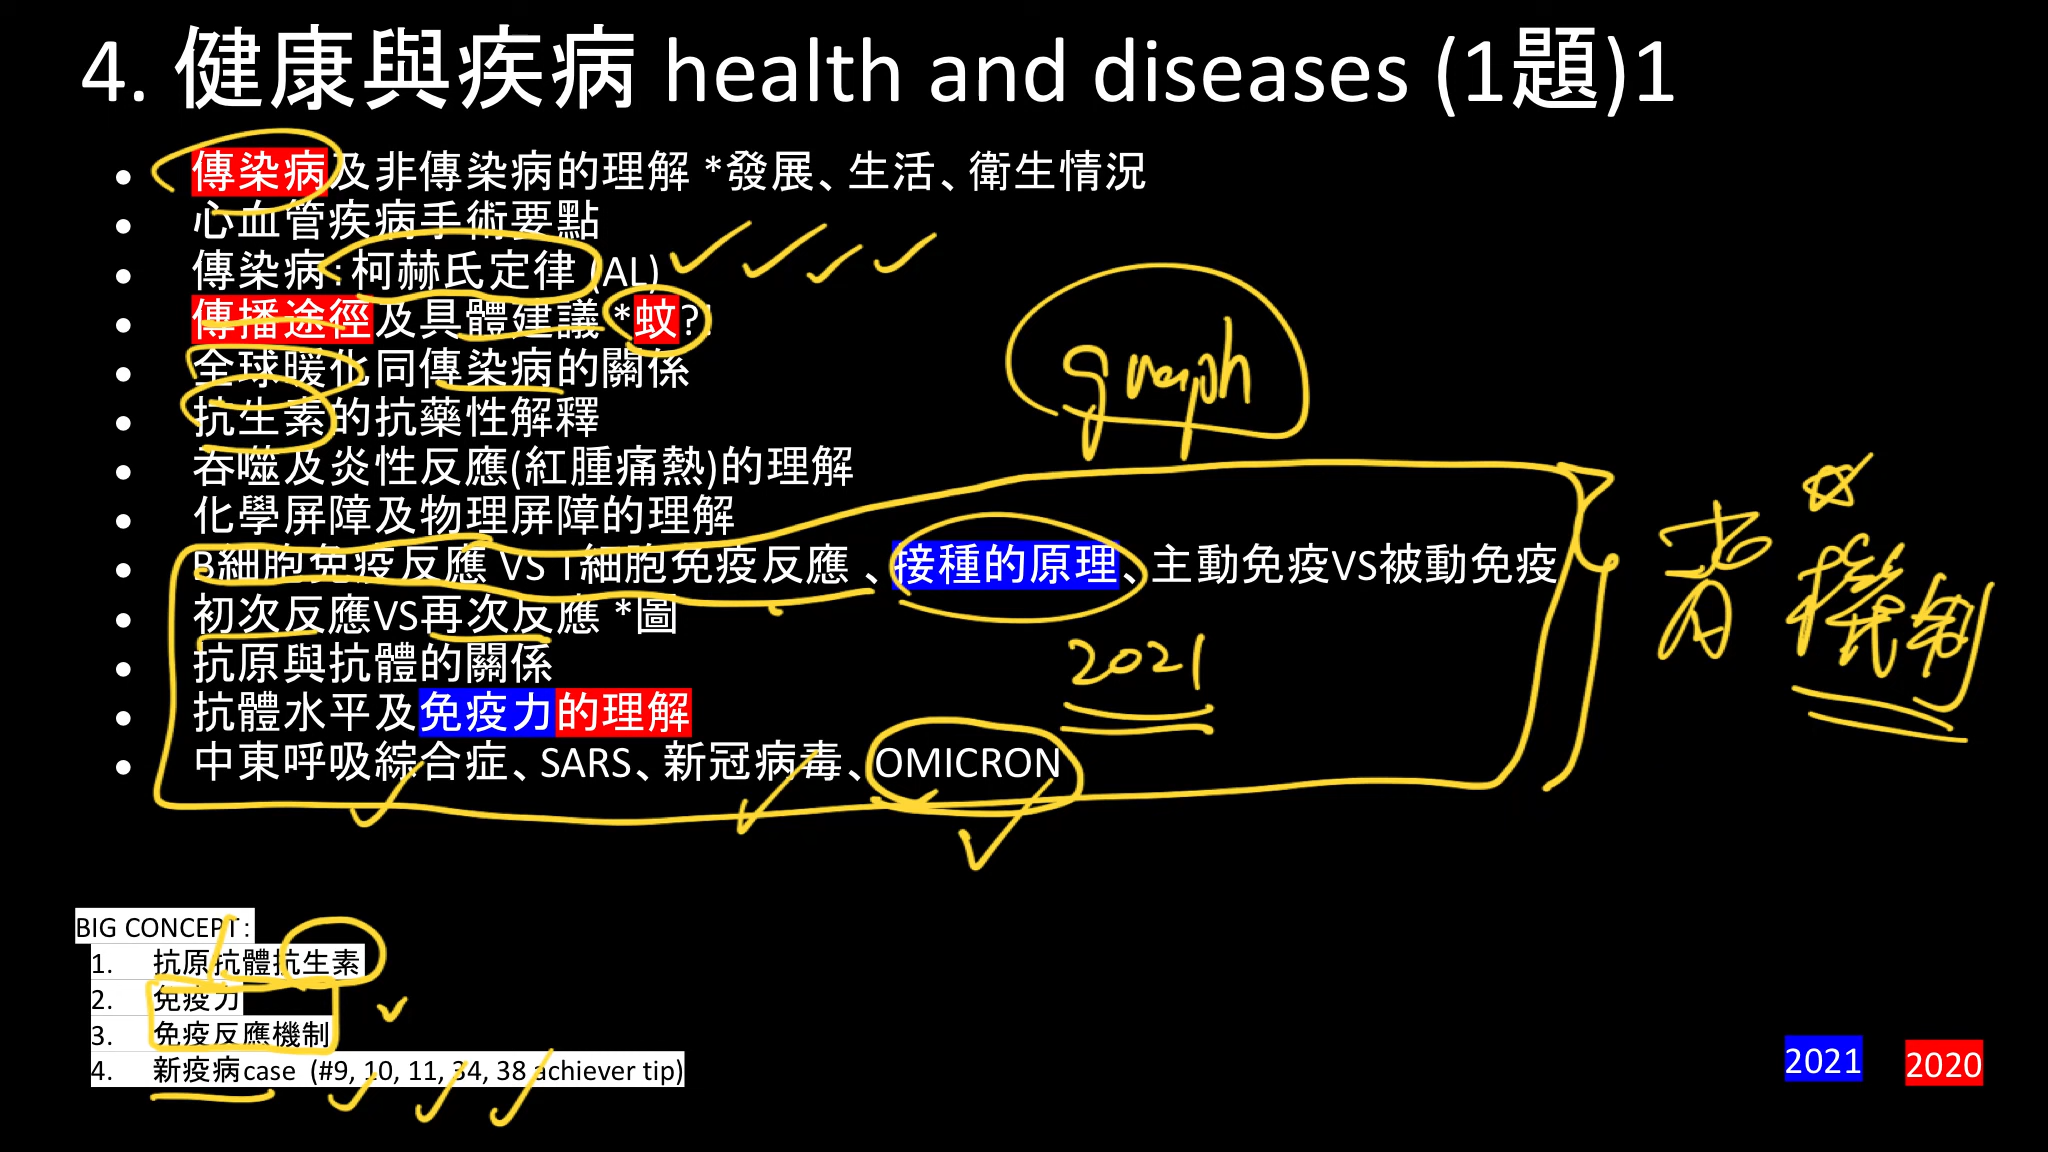 4. 健康與疾病 health and diseases (1題)1
• 傳染病及非傳染病的理解 *發展、生活、衛生情況
• 心血管疾病手術要點
• 傳染病：柯赫氏定律 (AL)
• 傳播途徑及具體建議 *蚊?!
• 全球暖化同傳染病的關係
• 抗生素的抗藥性解釋
• 吞噬及炎性反應(紅腫痛熱)的理解
• 化學屏障及物理屏障的理解
• B細胞免疫反應 VS T細胞免疫反應 、接種的原理、主動免疫VS被動免疫
• 初次反應VS再次反應 *圖
• 抗原與抗體的關係
• 抗體水平及免疫力的理解
• 中東呼吸綜合症、SARS、新冠病毒、OMICRON
graph
機制
2021
BIG CONCEPT:
1. 抗原抗體抗生素
2. 免疫力
3. 免疫反應機制
4. 新疫病case (#9, 10, 11, 34, 38 achiever tip)
2021 2020